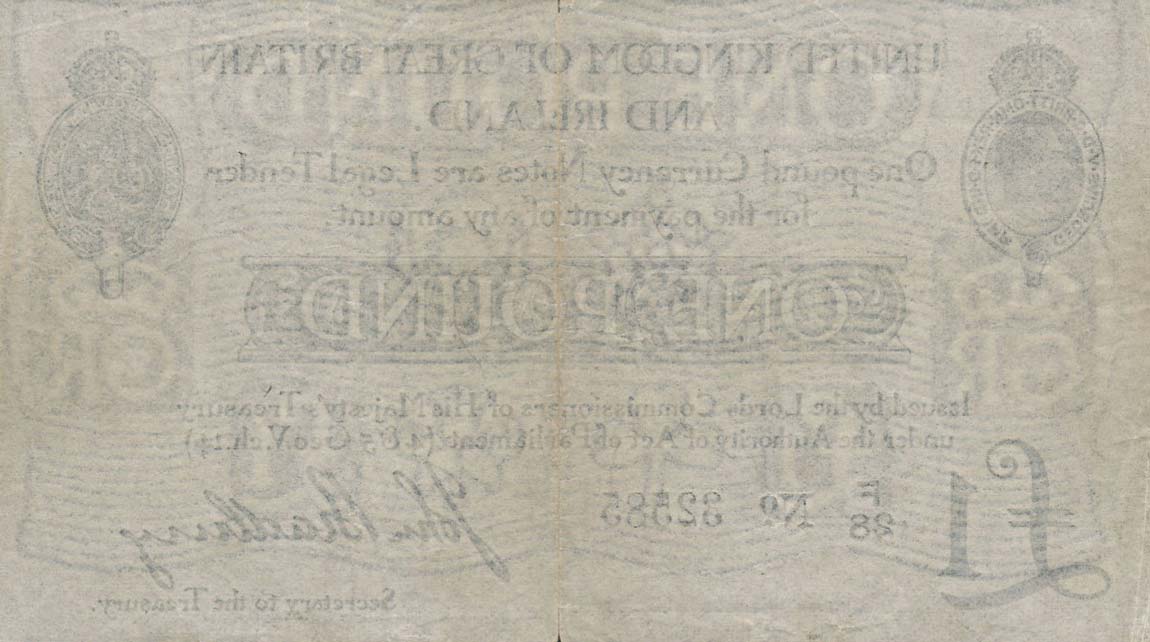 UNITED KINGDOM OF GREAT BRITAIN
AND IRELAND.
One pound Currency Notes are Legal Tender
for the payment of any amount.
ONE POUND
Issued by the Lords Commissioners of His Majesty's Treasury
under the Authority of Act of Parliament (4 & 5 Geo.V.ch.14)
£1
F
28 No 32585
John Bradbury
Secretary to the Treasury.